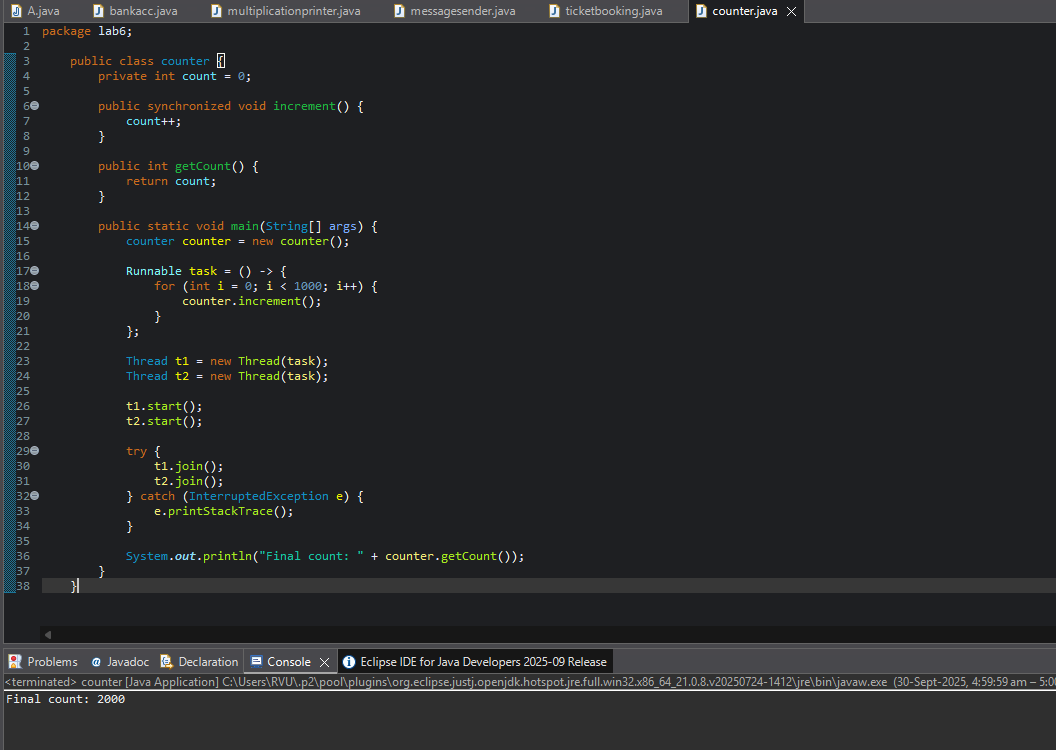 A.java bankacc.java multiplicationprinter.java messagesender.java ticketbooking.java counter.java
1 package lab6;
2
3 public class counter {
4 private int count = 0;
5
6 public synchronized void increment() {
7 count++;
8 }
9
10 public int getCount() {
11 return count;
12 }
13
14 public static void main(String[] args) {
15 counter counter = new counter();
16
17 Runnable task = () -> {
18 for (int i = 0; i < 1000; i++) {
19 counter.increment();
20 }
21 };
22
23 Thread t1 = new Thread(task);
24 Thread t2 = new Thread(task);
25
26 t1.start();
27 t2.start();
28
29 try {
30 t1.join();
31 t2.join();
32 } catch (InterruptedException e) {
33 e.printStackTrace();
34 }
35
36 System.out.println("Final count: " + counter.getCount());
37 }
38 }
Problems Javadoc Declaration Console Eclipse IDE for Java Developers 2025-09 Release
<terminated> counter [Java Application] C:\Users\RVU\.p2\pool\plugins\org.eclipse.justj.openjdk.hotspot.jre.full.win32.x86_64_21.0.8.v20250724-1412\jre\bin\javaw.exe (30-Sept-2025, 4:59:59 am – 5:00
Final count: 2000